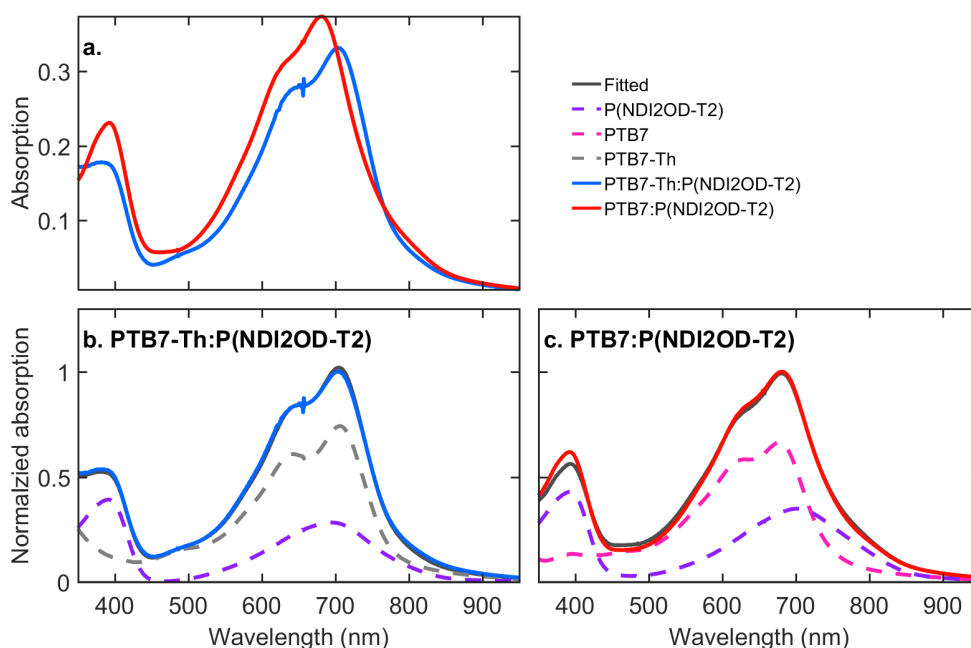 a.
0.3
0.2
0.1
Absorption
Fitted
P(NDI2OD-T2)
PTB7
PTB7-Th
PTB7-Th:P(NDI2OD-T2)
PTB7:P(NDI2OD-T2)
b. PTB7-Th:P(NDI2OD-T2)
1
0.5
0
Normalzied absorption
400 500 600 700 800 900
Wavelength (nm)
c. PTB7:P(NDI2OD-T2)
400 500 600 700 800 900
Wavelength (nm)